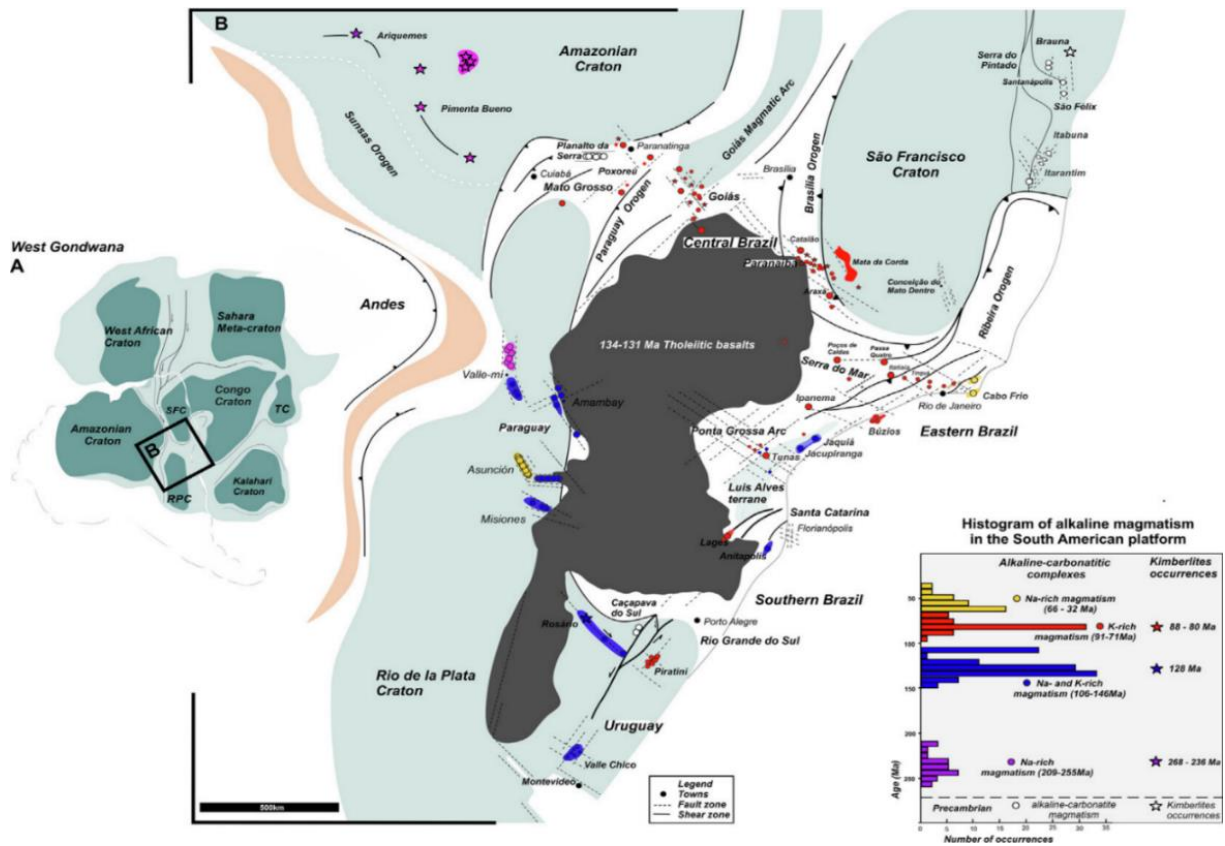 B
Ariquemes
Amazonian
Craton
Pimenta Bueno
Sunsas Orogen
Planalto da
Serra
Paranatinga
Cuiabá
Poxoreu
Mato Grosso
Paraguay Orogen
Goiás Magmatic Arc
Goiás
Brasília
Brasília Orogen
São Francisco
Craton
Brauna
Serra do
Pintado
Santanápolis
São Felix
Itabuna
Itarantim
Central Brazil
Catalão
Paranaiba
Mata da Corda
Araxá
Conceição do
Mato Dentro
Ribeira Orogen
West Gondwana
A
West African
Craton
Sahara
Meta-craton
Congo
Craton
SFC
TC
Amazonian
Craton
B
RPC
Kalahari
Craton
Andes
134-131 Ma Tholeiitic basalts
Poços de
Caldas
Passa
Quatro
Itatiaia
Serra do Mar
Rio de Janeiro
Cabo Frio
Búzios
Eastern Brazil
Ipanema
Valle-mí
Amambay
Paraguay
Asunción
Misiones
Ponta Grossa Arc
Tunas
Jaquiá
Jacupiranga
Luis Alves
terrane
Santa Catarina
Florianópolis
Lages
Anitapolis
Southern Brazil
Caçapava
do Sul
Porto Alegre
Rosário
Rio Grande do Sul
Piratini
Rio de la Plata
Craton
Uruguay
Valle Chico
Montevideo
500km
Legend
Towns
Fault zone
Shear zone
Histogram of alkaline magmatism
in the South American platform
Alkaline-carbonatitic
complexes
Kimberlites
occurrences
Na-rich magmatism
(66 - 32 Ma)
K-rich
magmatism (91-71Ma)
88 - 80 Ma
Na- and K-rich
magmatism (106-146Ma)
128 Ma
Na-rich
magmatism (209-255Ma)
268 - 236 Ma
Precambrian
alkaline-carbonatite
magmatism
Kimberlites
occurrences
Age (Ma)
50
100
150
200
250
0 5 10 15 20 25 30 35
Number of occurrences